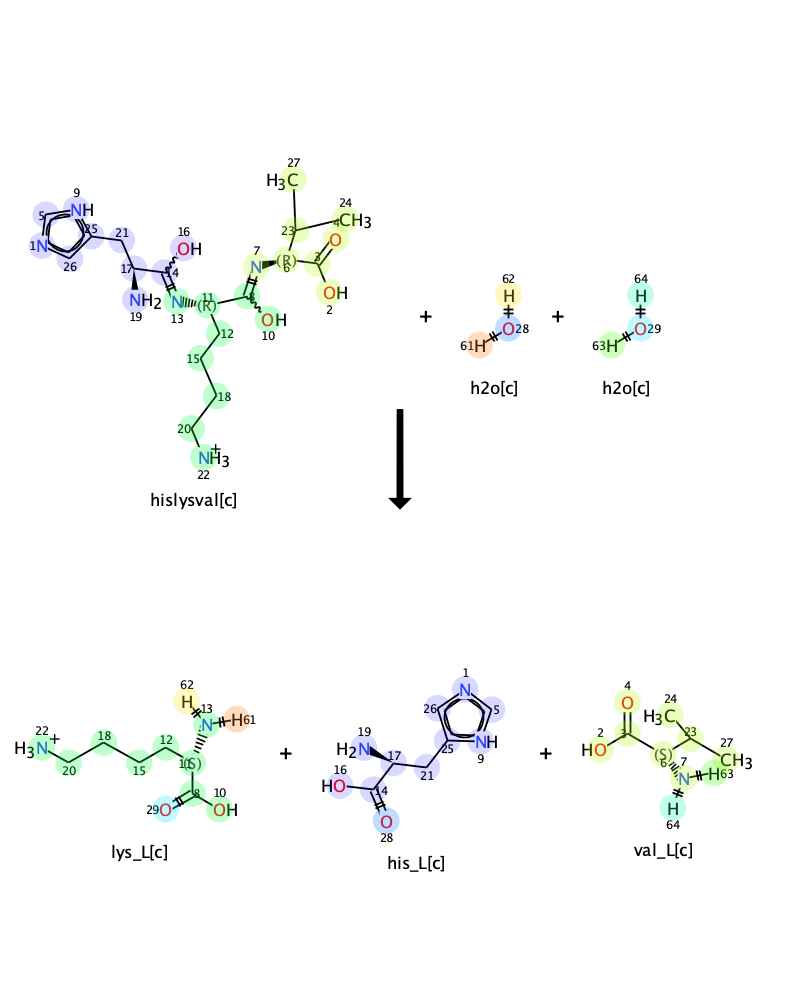 27
H3C
24
CH3
9
NH
5
1N
25
26
21
16
OH
23
4
O
17
14
7
N
(R)
6
3
NH2
19
N
13
11
(R)
8
OH
2
OH
10
12
15
18
20
NH3
+
22
hislysval[c]
+
62
H
O28
61H
h2o[c]
+
64
H
O29
63H
h2o[c]
62
H
13
N
H61
22
H3N+
20
18
15
12
11
(S)
29O
8
10
OH
lys_L[c]
+
1
N
26
5
25
NH
9
19
H2N
17
21
16
HO
14
O
28
his_L[c]
+
4
O
24
H3C
2
HO
3
23
27
CH3
(S)
6
7
N
H63
H
64
val_L[c]